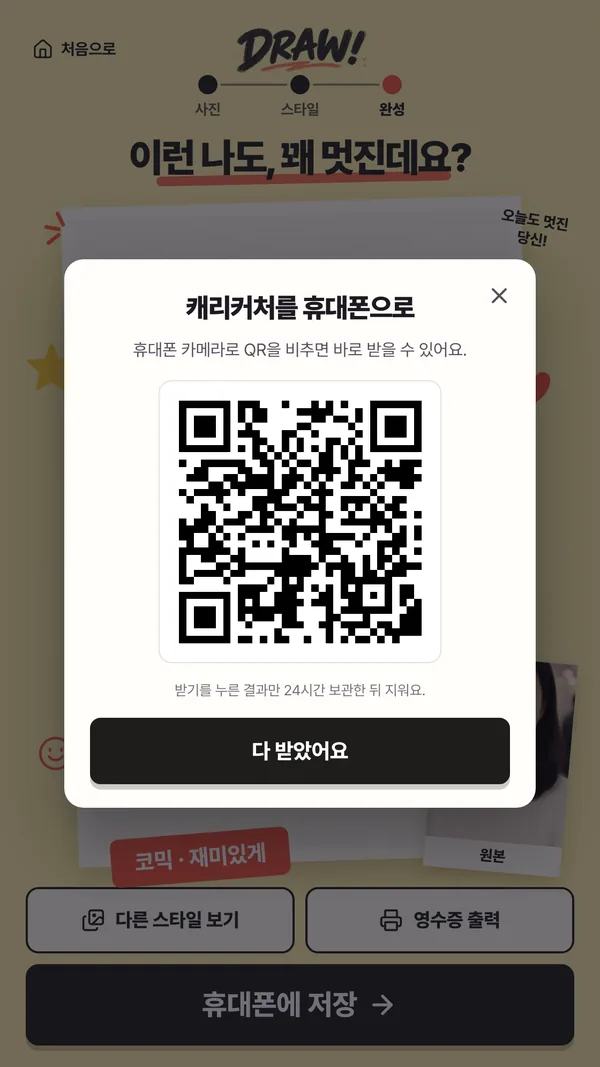 처음으로
DRAW!
사진
스타일
완성
이런 나도, 꽤 멋진데요?
오늘도 멋진
당신!
캐리커처를 휴대폰으로
휴대폰 카메라로 QR을 비추면 바로 받을 수 있어요.
받기를 누른 결과만 24시간 보관한 뒤 지워요.
다 받았어요
코믹 · 재미있게
원본
다른 스타일 보기
영수증 출력
휴대폰에 저장